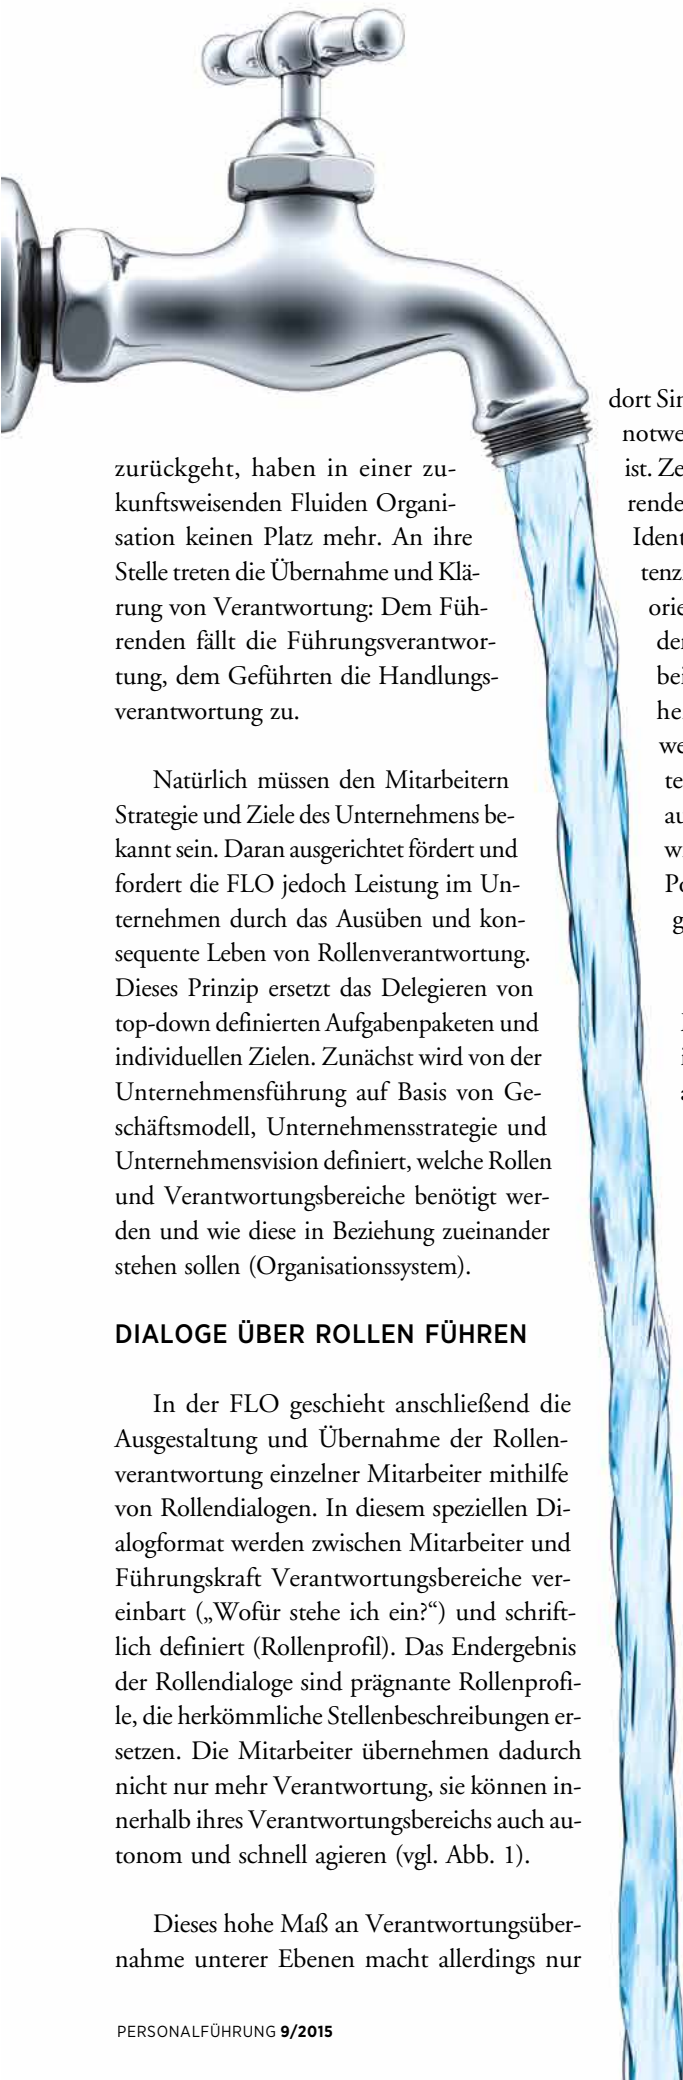 zurückgeht, haben in einer zu-
kunftsweisenden Fluiden Organi-
sation keinen Platz mehr. An ihre
Stelle treten die Übernahme und Klä-
rung von Verantwortung: Dem Füh-
renden fällt die Führungsverantwor-
tung, dem Geführten die Handlungs-
verantwortung zu.
Natürlich müssen den Mitarbeitern
Strategie und Ziele des Unternehmens be-
kannt sein. Daran ausgerichtet fördert und
fordert die FLO jedoch Leistung im Un-
ternehmen durch das Ausüben und kon-
sequente Leben von Rollenverantwortung.
Dieses Prinzip ersetzt das Delegieren von
top-down definierten Aufgabenpaketen und
individuellen Zielen. Zunächst wird von der
Unternehmensführung auf Basis von Ge-
schäftsmodell, Unternehmensstrategie und
Unternehmensvision definiert, welche Rollen
und Verantwortungsbereiche benötigt wer-
den und wie diese in Beziehung zueinander
stehen sollen (Organisationssystem).
DIALOGE ÜBER ROLLEN FÜHREN
In der FLO geschieht anschließend die
Ausgestaltung und Übernahme der Rollen-
verantwortung einzelner Mitarbeiter mithilfe
von Rollendialogen. In diesem speziellen Di-
alogformat werden zwischen Mitarbeiter und
Führungskraft Verantwortungsbereiche ver-
einbart („Wofür stehe ich ein?“) und schrift-
lich definiert (Rollenprofil). Das Endergebnis
der Rollendialoge sind prägnante Rollenprofi-
le, die herkömmliche Stellenbeschreibungen er-
setzen. Die Mitarbeiter übernehmen dadurch
nicht nur mehr Verantwortung, sie können in-
nerhalb ihres Verantwortungsbereichs auch au-
tonom und schnell agieren (vgl. Abb. 1).
Dieses hohe Maß an Verantwortungsüber-
nahme unterer Ebenen macht allerdings nur
dort
ist.
PERSONALFÜHRUNG 9/2015